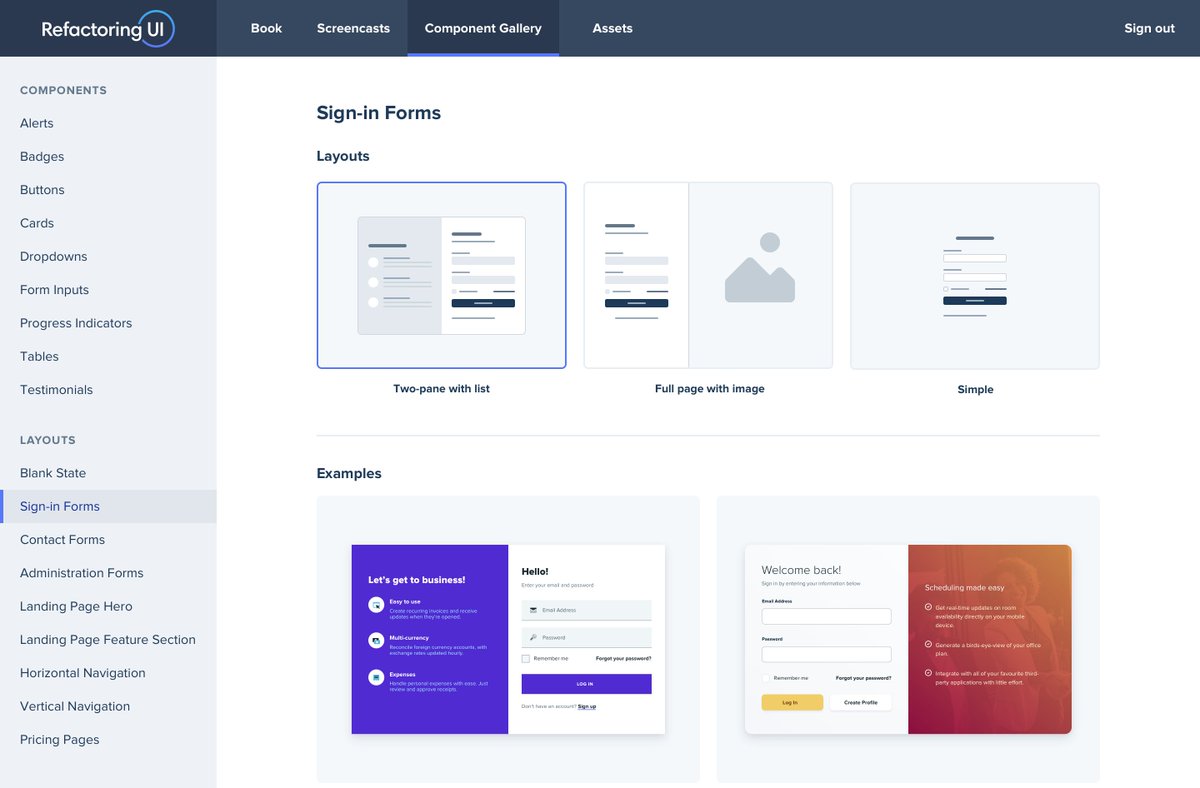 Refactoring UI
Book
Screencasts
Component Gallery
Assets
Sign out
COMPONENTS
Alerts
Badges
Buttons
Cards
Dropdowns
Form Inputs
Progress Indicators
Tables
Testimonials
LAYOUTS
Blank State
Sign-in Forms
Contact Forms
Administration Forms
Landing Page Hero
Landing Page Feature Section
Horizontal Navigation
Vertical Navigation
Pricing Pages
Sign-in Forms
Layouts
Two-pane with list
Full page with image
Simple
Examples
Let's get to business!
Easy to use
Create recurring invoices and receive
updates when they're opened.
Multi-currency
Reconcile foreign currency accounts, with
exchange rates updated hourly.
Expenses
Handle personal expenses with ease. Just
review and approve receipts.
Hello!
Enter your email and password
Email Address
Password
Remember me
Forgot your password?
LOG IN
Don't have an account? Sign up
Welcome back!
Sign in by entering your information below
Email Address
Password
Remember me
Forgot your password?
Log In
Create Profile
Scheduling made easy
Get real-time updates on room
availability directly on your mobile
device.
Generate a birds-eye-view of your office
plan.
Integrate with all of your favourite third-
party applications with little effort.